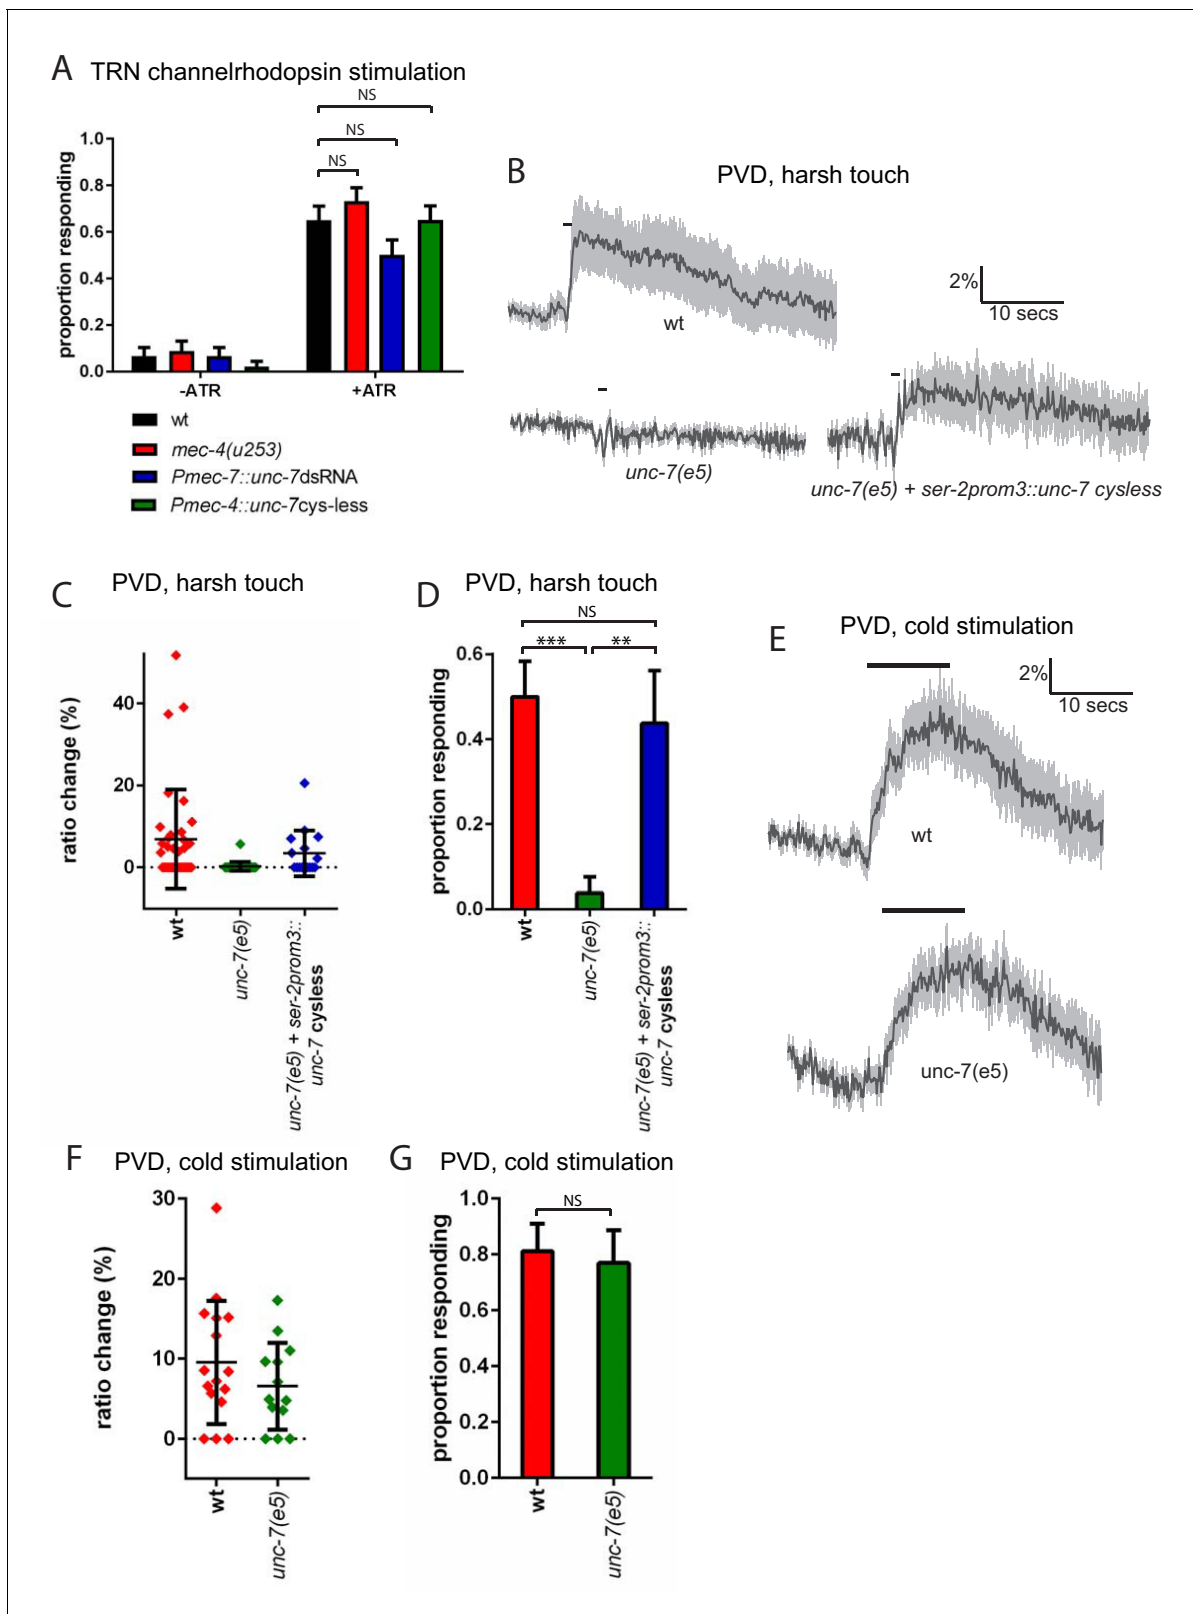 A TRN channelrhodopsin stimulation
NS
NS
NS
1.0
0.8
0.6
0.4
0.2
0.0
proportion responding
-ATR
+ATR
wt
mec-4(u253)
Pmec-7::unc-7dsRNA
Pmec-4::unc-7cys-less
B
PVD, harsh touch
wt
2%
10 secs
unc-7(e5)
unc-7(e5) + ser-2prom3::unc-7 cysless
C PVD, harsh touch
ratio change (%)
40
20
0
wt
unc-7(e5)
unc-7(e5) + ser-2prom3::
unc-7 cysless
D PVD, harsh touch
NS
***
**
proportion responding
0.6
0.4
0.2
0.0
wt
unc-7(e5)
unc-7(e5) + ser-2prom3::
unc-7 cysless
E PVD, cold stimulation
2%
10 secs
wt
unc-7(e5)
F PVD, cold stimulation
ratio change (%)
30
20
10
0
wt
unc-7(e5)
G PVD, cold stimulation
NS
proportion responding
1.0
0.8
0.6
0.4
0.2
0.0
wt
unc-7(e5)